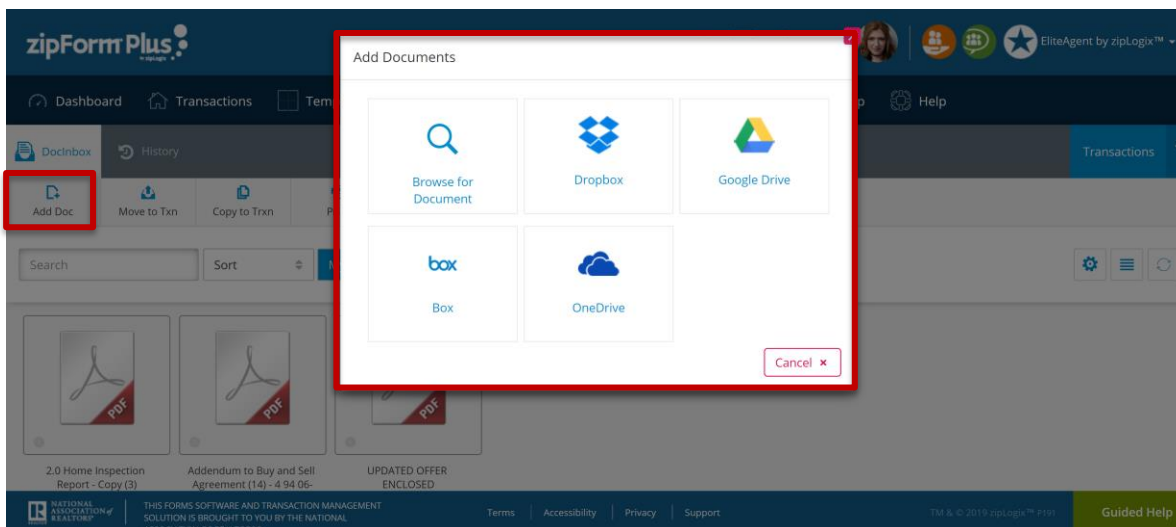 zipForm Plus
by zipLogix
EliteAgent by zipLogix™
Dashboard
Transactions
Tem
p
Help
DocInbox
History
Transactions
Add Doc
Move to Txn
Copy to Trxn
P
Search
Sort
Add Documents
Browse for
Document
Dropbox
Google Drive
box
Box
OneDrive
Cancel ×
PDF
PDF
PDF
2.0 Home Inspection
Report - Copy (3)
Addendum to Buy and Sell
Agreement (14) - 4 94 06-
UPDATED OFFER
ENCLOSED
NATIONAL
ASSOCIATION of
REALTORS®
THIS FORMS SOFTWARE AND TRANSACTION MANAGEMENT
SOLUTION IS BROUGHT TO YOU BY THE NATIONAL
Terms
Accessibility
Privacy
Support
TM & © 2019 zipLogix™ P191
Guided Help